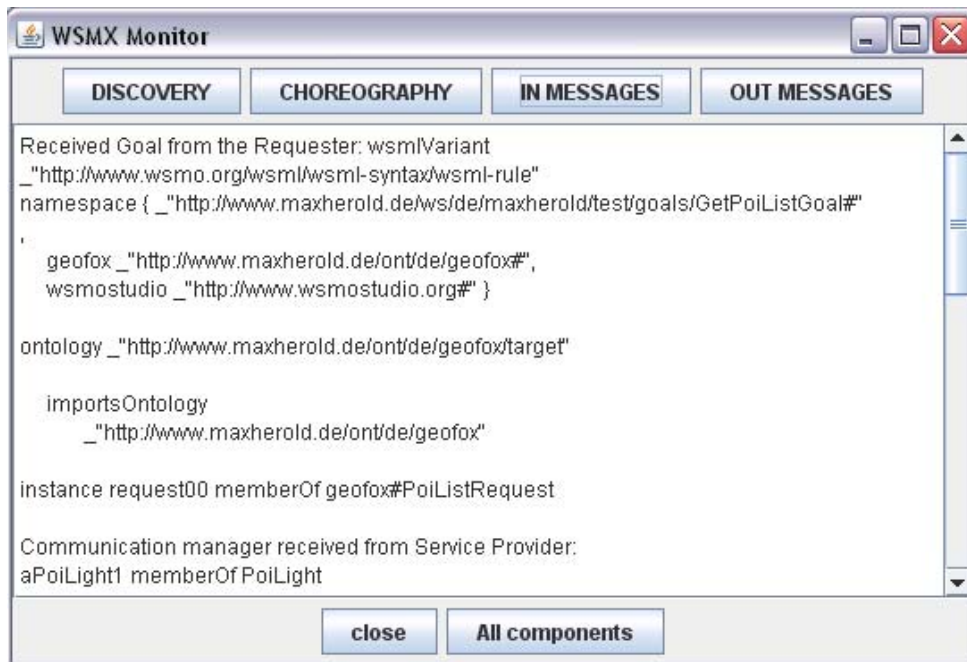 WSMX Monitor
DISCOVERY CHOREOGRAPHY IN MESSAGES OUT MESSAGES
Received Goal from the Requester: wsmlVariant
_"http://www.wsmo.org/wsml/wsml-syntax/wsml-rule"
namespace { _"http://www.maxherold.de/ws/de/maxherold/test/goals/GetPoiListGoal#"
,
geofox _"http://www.maxherold.de/ont/de/geofox#",
wsmostudio _"http://www.wsmostudio.org#" }
ontology _"http://www.maxherold.de/ont/de/geofox/target"
importsOntology
_"http://www.maxherold.de/ont/de/geofox"
instance request00 memberOf geofox#PoiListRequest
Communication manager received from Service Provider:
aPoiLight1 memberOf PoiLight
close All components